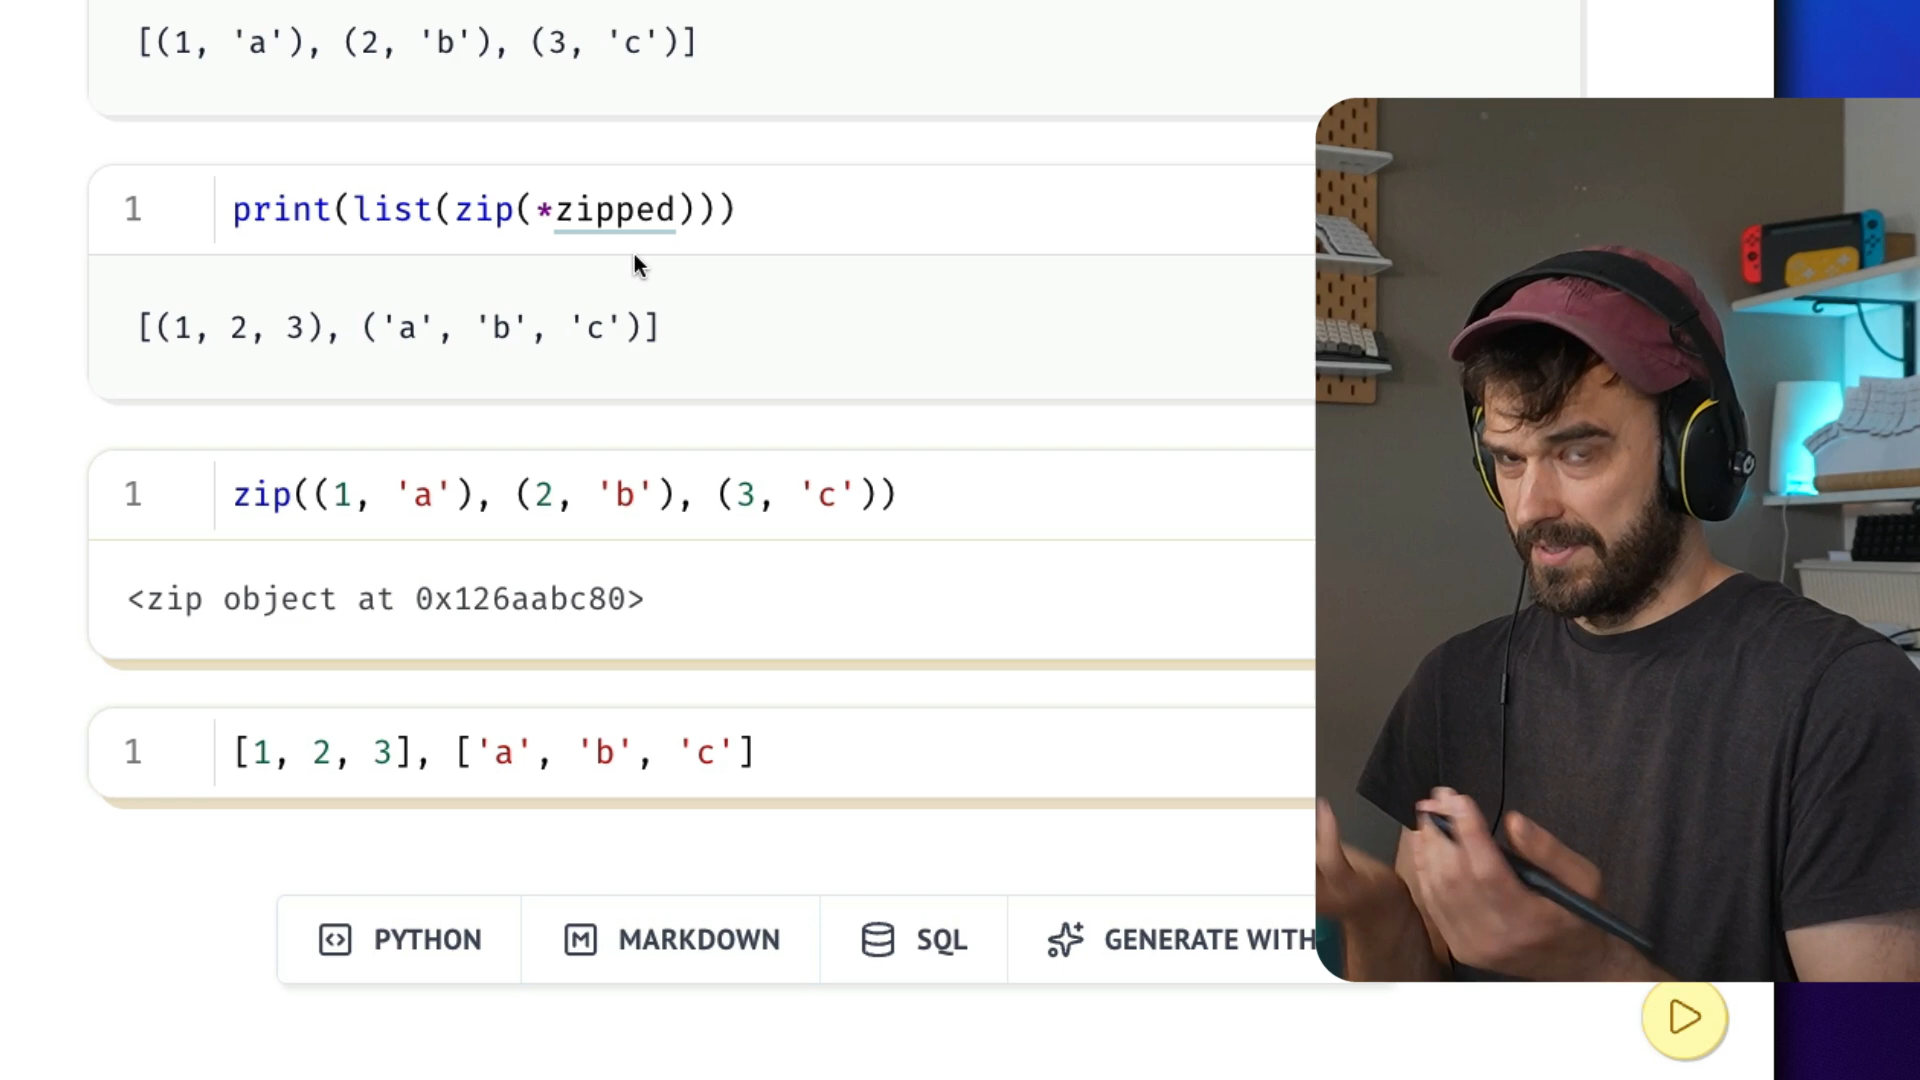 [(1, 'a'), (2, 'b'), (3, 'c')]
1 print(list(zip(*zipped)))
[(1, 2, 3), ('a', 'b', 'c')]
1 zip((1, 'a'), (2, 'b'), (3, 'c'))
<zip object at 0x126aabc80>
1 [1, 2, 3], ['a', 'b', 'c']
PYTHON MARKDOWN SQL GENERATE WITH